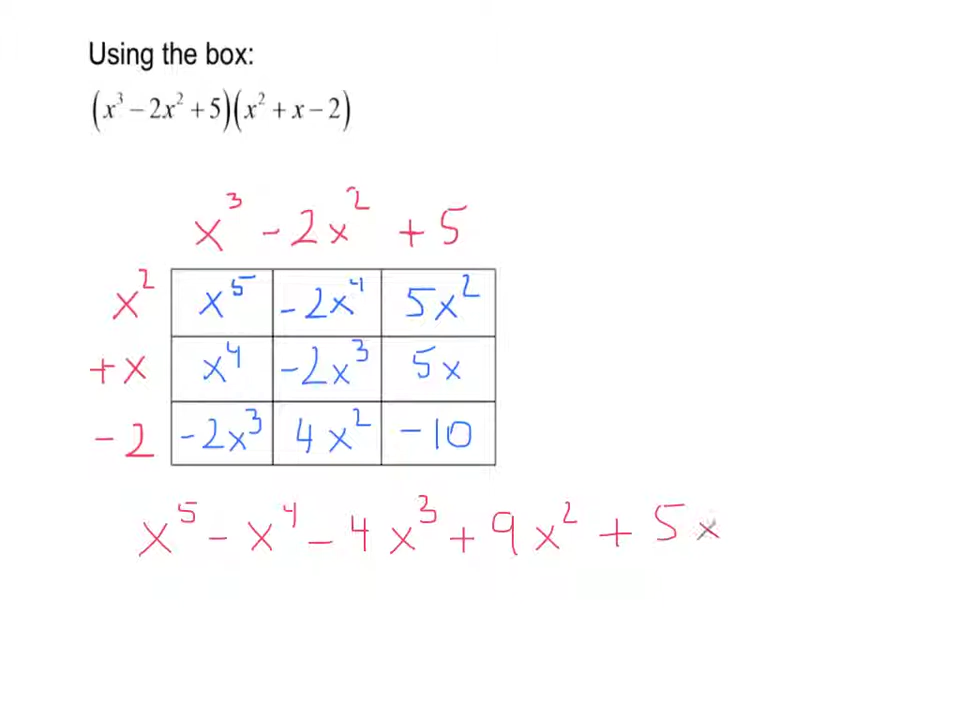 Using the box:
(x³ – 2x² + 5)(x² + x – 2)
x³ - 2x² + 5
x² x⁵ -2x⁴ 5x²
+x x⁴ -2x³ 5x
-2 -2x³ 4x² -10
x⁵ - x⁴ - 4x³ + 9x² + 5x